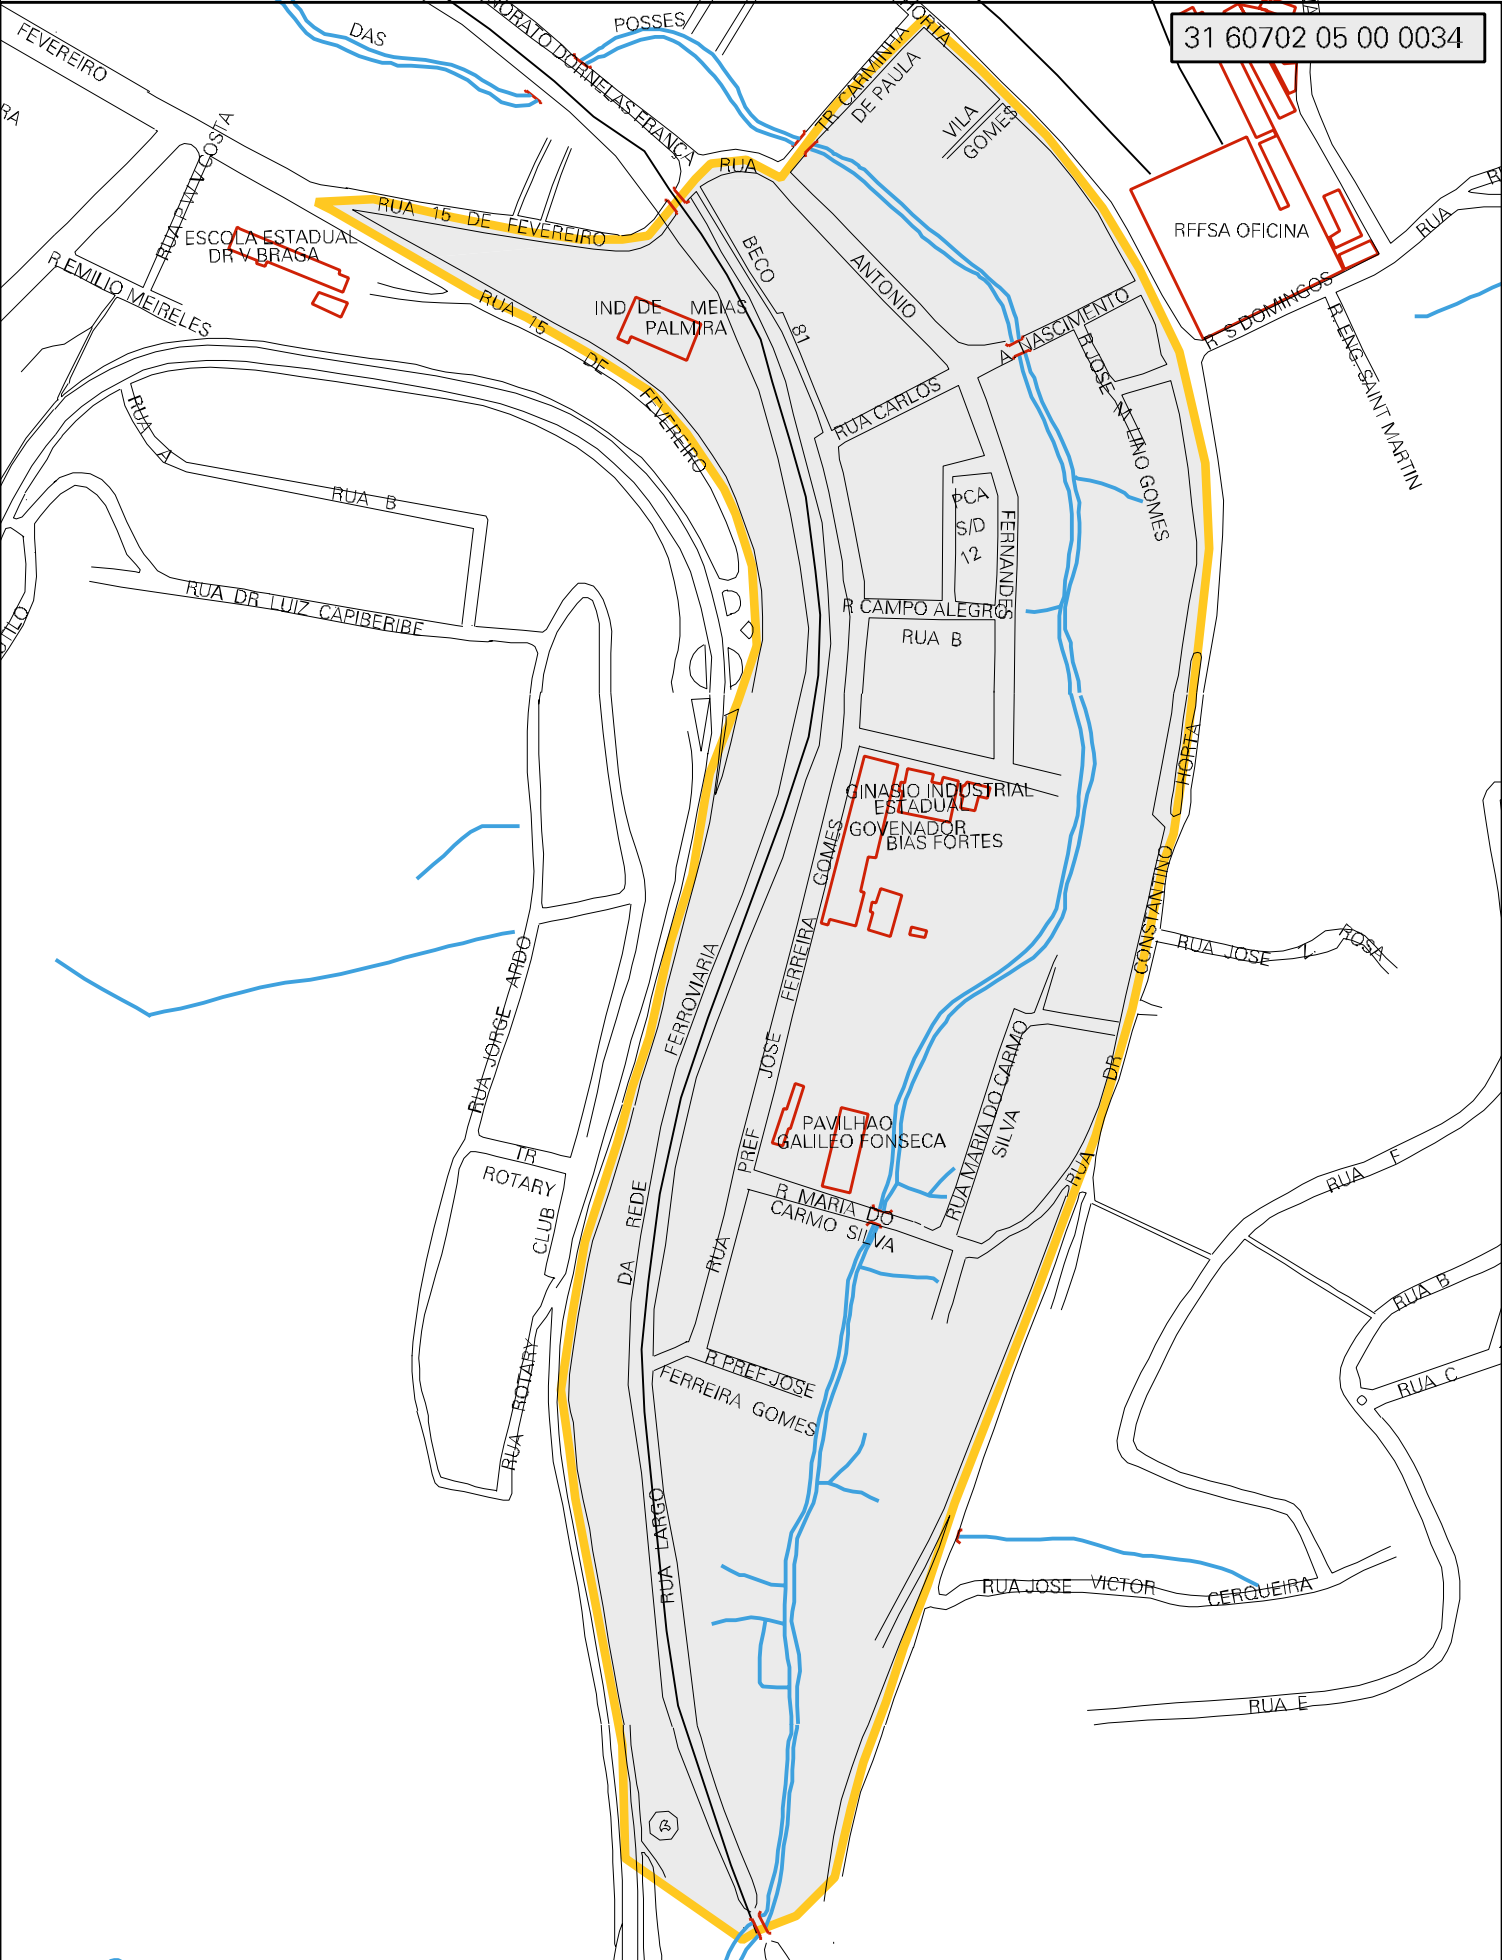 31 60702 05 00 0034
FEVEREIRO
DAS
HONORATO DORNELAS FRANÇA
POSSES
HORTA
TR CARMINHA
DE PAULA
VILA
GOMES
RUA P W V COSTA
RUA
RUA 15 DE FEVEREIRO
ESCOLA ESTADUAL
DR V BRAGA
R EMILIO MEIRELES
RFFSA OFICINA
RUA
BECO
81
ANTONIO
IND DE MEIAS
PALMIRA
RUA 15
DE
FEVEREIRO
A NASCIMENTO
R S DOMINGOS
R. ENG. SAINT MARTIN
R JOSE M LINO GOMES
RUA CARLOS
RUA A
RUA B
PCA
S/D
12
FERNANDES
RUA DR LUIZ CAPIBERIBE
R CAMPO ALEGRE
RUA B
HORTA
GINASIO INDUSTRIAL
ESTADUAL
GOVENADOR
BIAS FORTES
CONSTANTINO
RUA JOSE Z ROSA
RUA JORGE ARDO
FERROVIARIA
GOMES
FERREIRA
JOSE
PREF
RUA
RUA MARIA DO CARMO
SILVA
DR
RUA
PAVILHAO
GALILEO FONSECA
TR
ROTARY
CLUB
DA REDE
R MARIA DO
CARMO SILVA
RUA F
RUA B
RUA C
RUA ROTARY
R PREF JOSE
FERREIRA GOMES
RUA LARGO
RUA JOSE VICTOR CERQUEIRA
RUA E